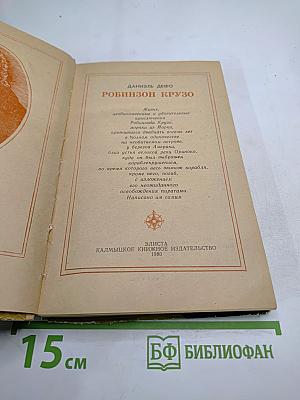 ДАНИЭЛЬ ДЕФО
РОБИНЗОН КРУЗО
Жизнь,
необыкновенные и удивительные
приключения
Робинзона Крузо,
моряка из Йорка,
прожившего двадцать восемь лет
в полном одиночестве
на необитаемом острове,
у берегов Америки,
близ устья великой реки Ориноко,
куда он был выброшен
кораблекрушением,
во время которого весь экипаж корабля,
кроме него, погиб,
с изложением
его неожиданного
освобождения пиратами.
Написано им самим
ЭЛИСТА
КАЛМЫЦКОЕ КНИЖНОЕ ИЗДАТЕЛЬСТВО
1980
15 см
БФ БИБЛИОФАН